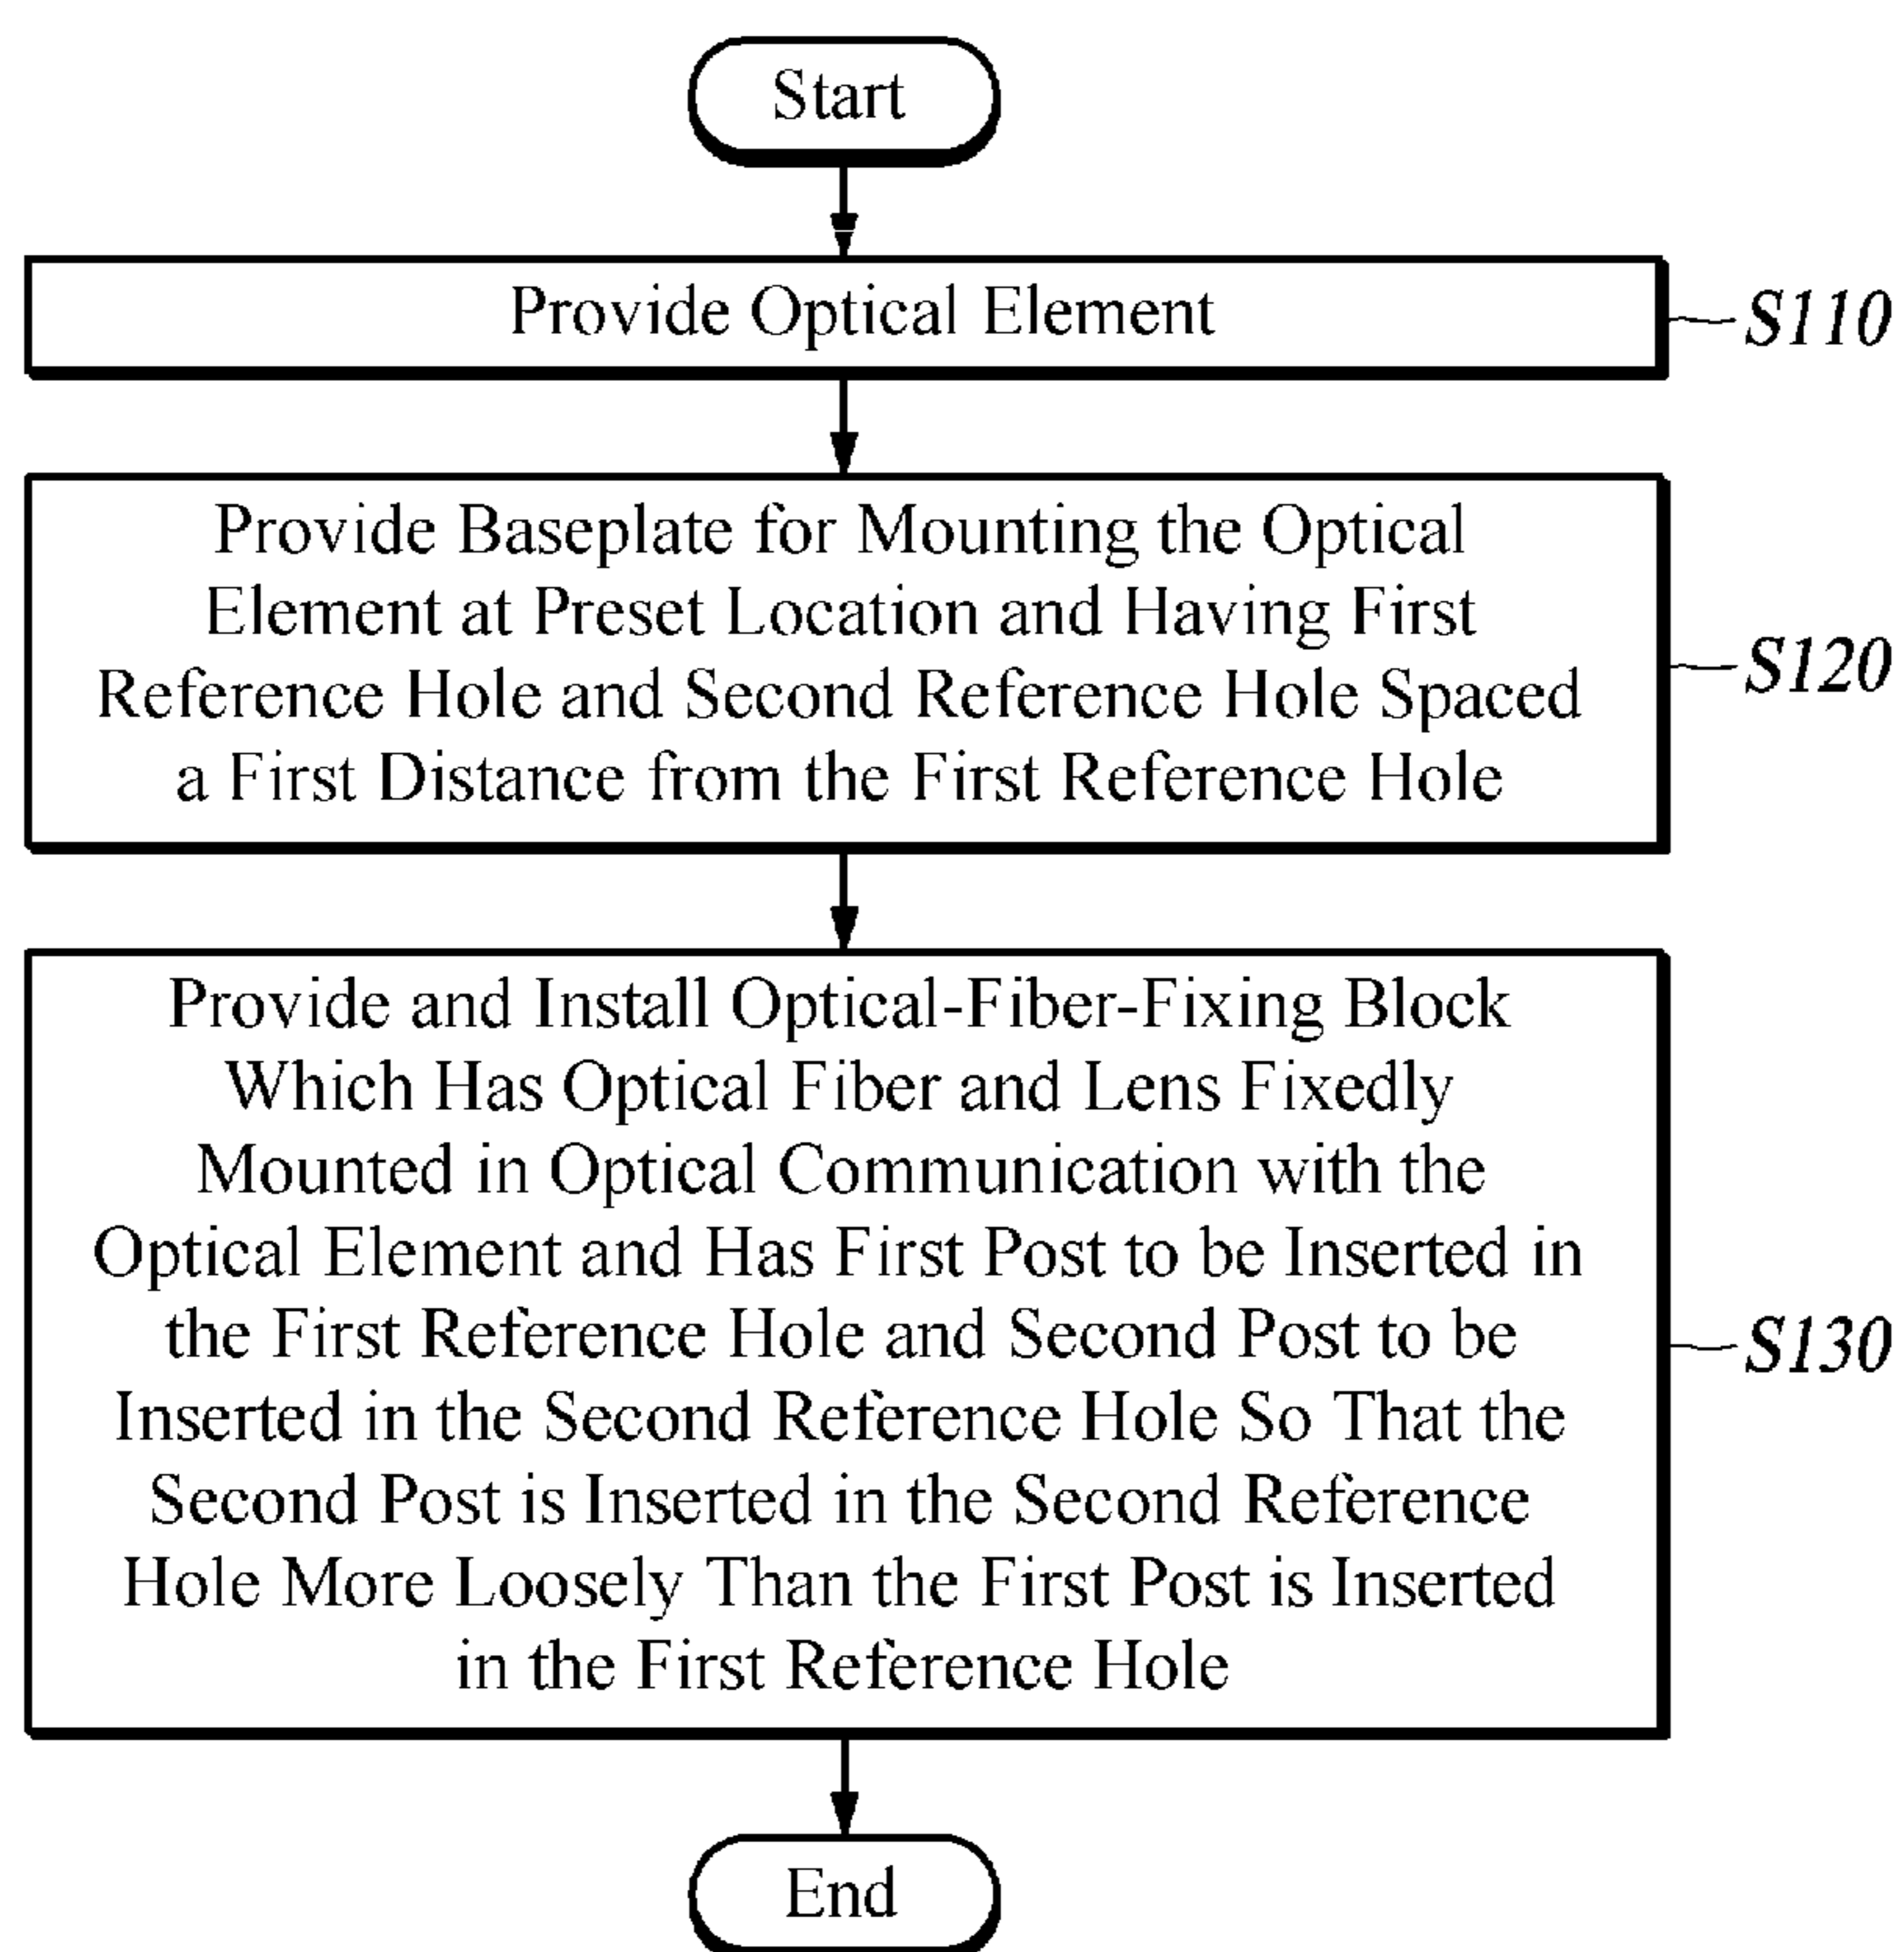 Start
Provide Optical Element
S110
Provide Baseplate for Mounting the Optical
Element at Preset Location and Having First
Reference Hole and Second Reference Hole Spaced
a First Distance from the First Reference Hole
S120
Provide and Install Optical-Fiber-Fixing Block
Which Has Optical Fiber and Lens Fixedly
Mounted in Optical Communication with the
Optical Element and Has First Post to be Inserted in
the First Reference Hole and Second Post to be
Inserted in the Second Reference Hole So That the
Second Post is Inserted in the Second Reference
Hole More Loosely Than the First Post is Inserted
in the First Reference Hole
S130
End